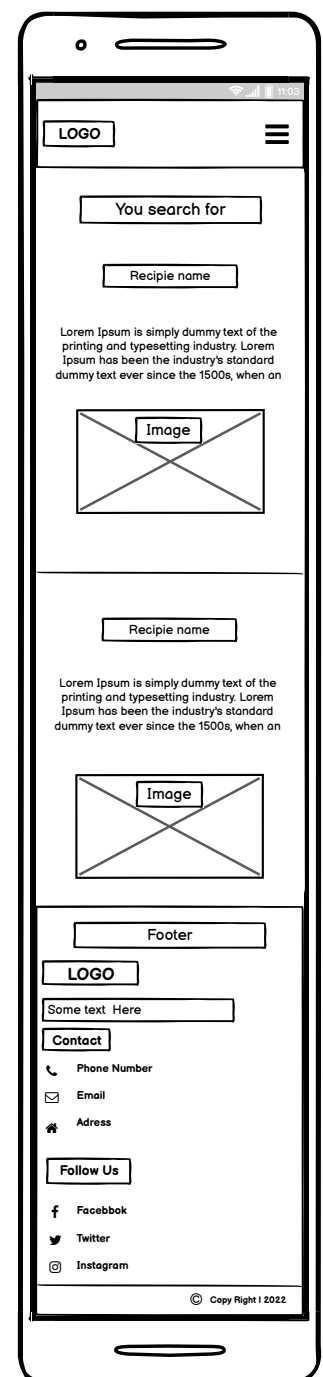 11:03
LOGO
You search for
Recipie name
Lorem Ipsum is simply dummy text of the
printing and typesetting industry. Lorem
Ipsum has been the industry's standard
dummy text ever since the 1500s, when an
Image
Recipie name
Lorem Ipsum is simply dummy text of the
printing and typesetting industry. Lorem
Ipsum has been the industry's standard
dummy text ever since the 1500s, when an
Image
Footer
LOGO
Some text Here
Contact
Phone Number
Email
Adress
Follow Us
Facebbok
Twitter
Instagram
© Copy Right I 2022